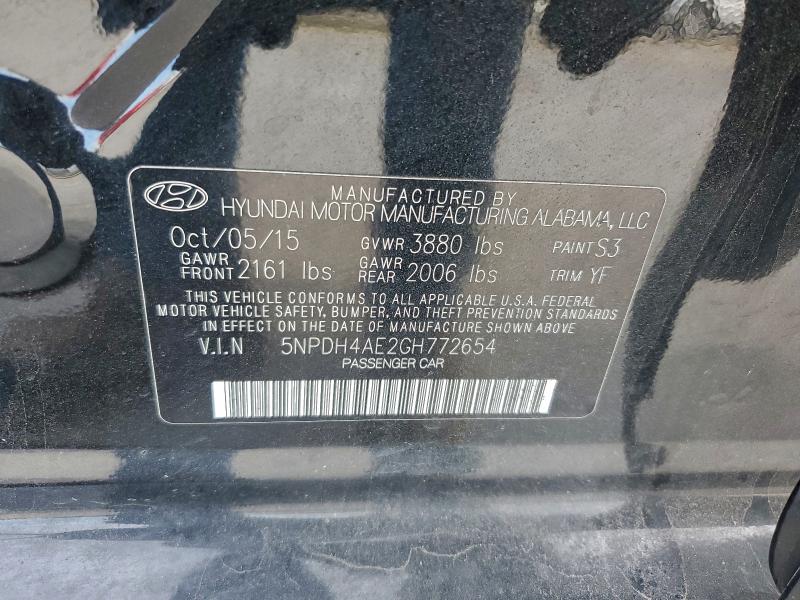 MANUFACTURED BY
HYUNDAI MOTOR MANUFACTURING ALABAMA, LLC
Oct/05/15 GVWR 3880 lbs PAINT S3
GAWR FRONT 2161 lbs GAWR REAR 2006 lbs TRIM YF
THIS VEHICLE CONFORMS TO ALL APPLICABLE U.S.A. FEDERAL
MOTOR VEHICLE SAFETY, BUMPER, AND THEFT PREVENTION STANDARDS
IN EFFECT ON THE DATE OF MANUFACTURE SHOWN ABOVE
V.I.N 5NPDH4AE2GH772654
PASSENGER CAR